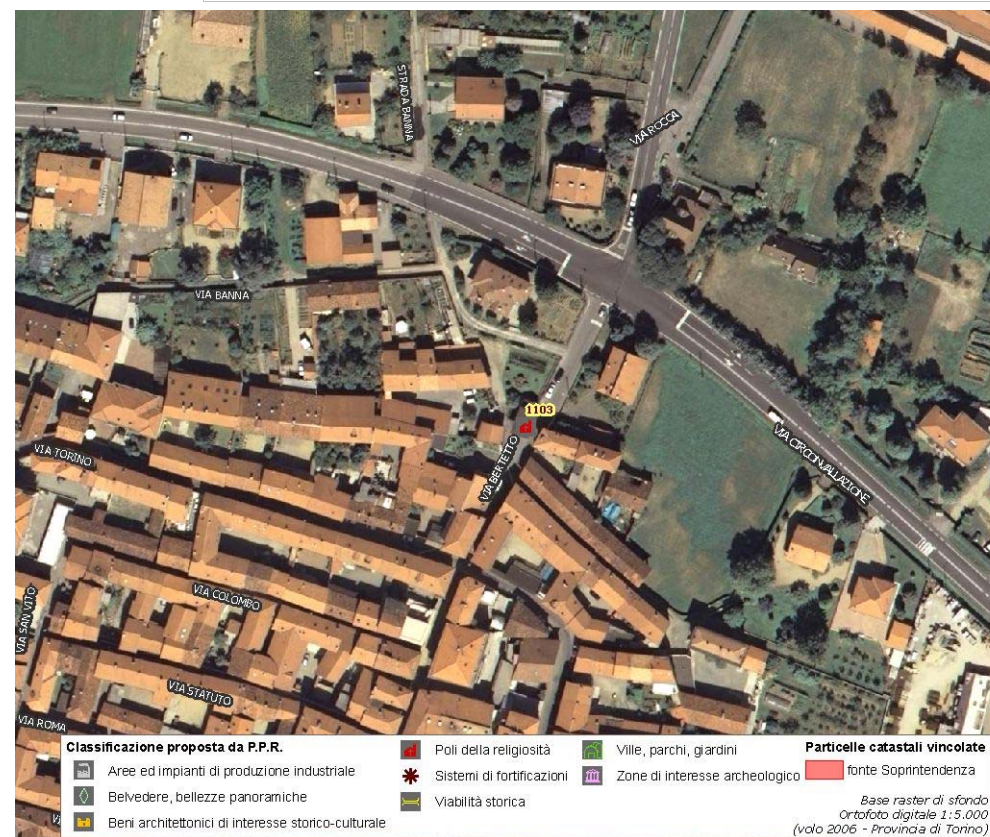 STRADA BANNA
VIA ROCCA
VIA BANNA
1103
VIA BERTETTO
VIA CIRCONVALLAZIONE
VIA TORINO
VIA COLOMBO
VIA SAN VITO
VIA STATUTO
VIA ROMA
Classificazione proposta da P.P.R.
Aree ed impianti di produzione industriale
Belvedere, bellezze panoramiche
Beni architettonici di interesse storico-culturale
Poli della religiosità
Sistemi di fortificazioni
Viabilità storica
Ville, parchi, giardini
Zone di interesse archeologico
Particelle catastali vincolate
fonte Soprintendenza
Base raster di sfondo
Ortofoto digitale 1:5.000
(volo 2006 - Provincia di Torino)